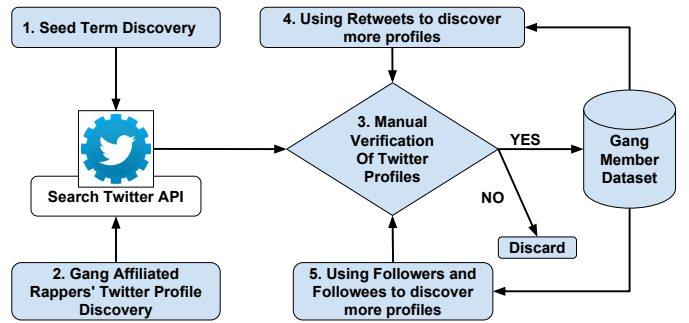 1. Seed Term Discovery
4. Using Retweets to discover
more profiles
3. Manual
Verification
Of Twitter
Profiles
YES
Gang
Member
Dataset
Search Twitter API
NO
Discard
2. Gang Affiliated
Rappers' Twitter Profile
Discovery
5. Using Followers and
Followees to discover
more profiles